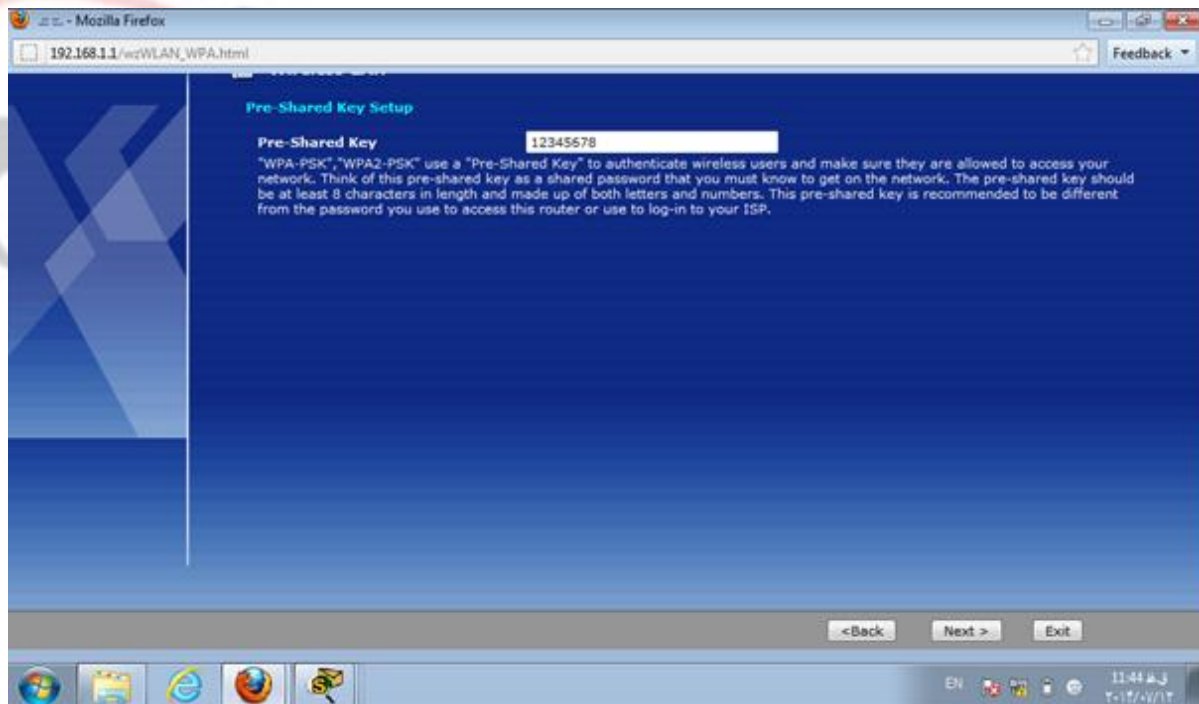 - Mozilla Firefox
192.168.1.1/wzWLAN_WPA.html
Feedback
Wireless LAN
Pre-Shared Key Setup
Pre-Shared Key
12345678
"WPA-PSK","WPA2-PSK" use a "Pre-Shared Key" to authenticate wireless users and make sure they are allowed to access your
network. Think of this pre-shared key as a shared password that you must know to get on the network. The pre-shared key should
be at least 8 characters in length and made up of both letters and numbers. This pre-shared key is recommended to be different
from the password you use to access this router or use to log-in to your ISP.
<Back Next > Exit
EN
11:44 ق.ظ
۲۰۱۴/۰۷/۱۳